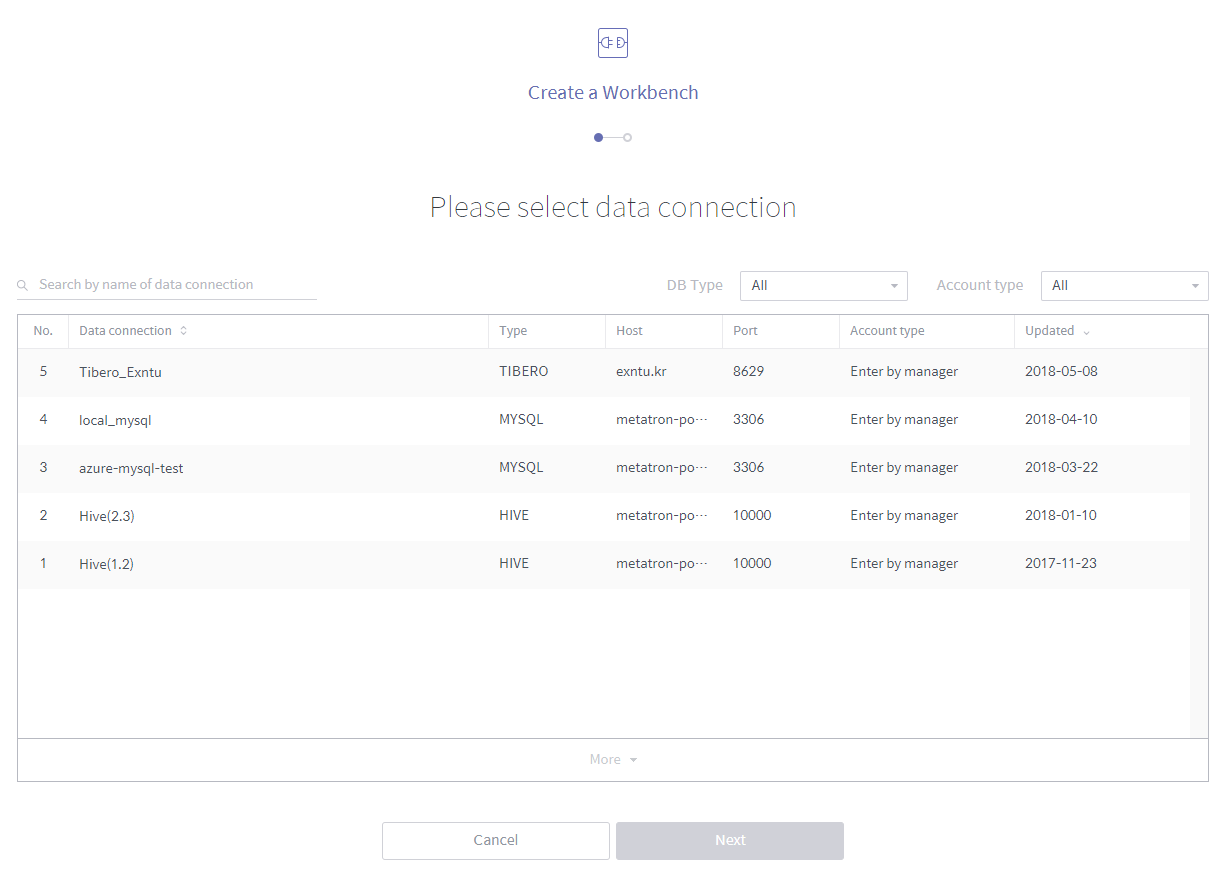 Create a Workbench
Please select data connection
Search by name of data connection DB Type All Account type All
No. Data connection Type Host Port Account type Updated
5 Tibero_Exntu TIBERO exntu.kr 8629 Enter by manager 2018-05-08
4 local_mysql MYSQL metatron-po··· 3306 Enter by manager 2018-04-10
3 azure-mysql-test MYSQL metatron-po··· 3306 Enter by manager 2018-03-22
2 Hive(2.3) HIVE metatron-po··· 10000 Enter by manager 2018-01-10
1 Hive(1.2) HIVE metatron-po··· 10000 Enter by manager 2017-11-23
More
Cancel Next